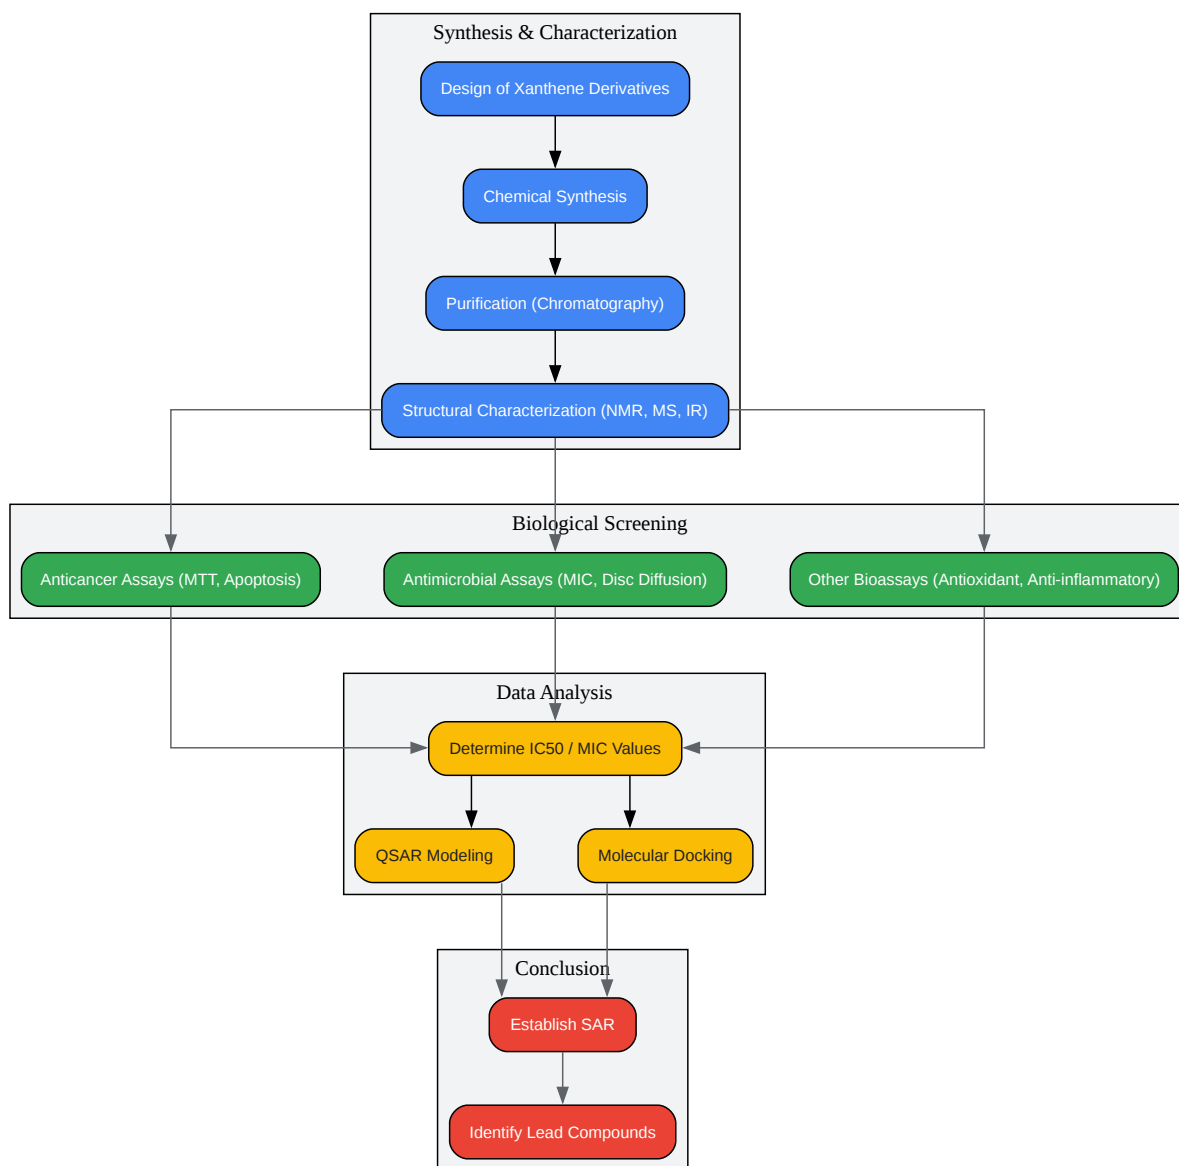 Synthesis & Characterization
Design of Xanthene Derivatives
Chemical Synthesis
Purification (Chromatography)
Structural Characterization (NMR, MS, IR)
Biological Screening
Anticancer Assays (MTT, Apoptosis)
Antimicrobial Assays (MIC, Disc Diffusion)
Other Bioassays (Antioxidant, Anti-inflammatory)
Data Analysis
Determine IC50 / MIC Values
QSAR Modeling
Molecular Docking
Conclusion
Establish SAR
Identify Lead Compounds